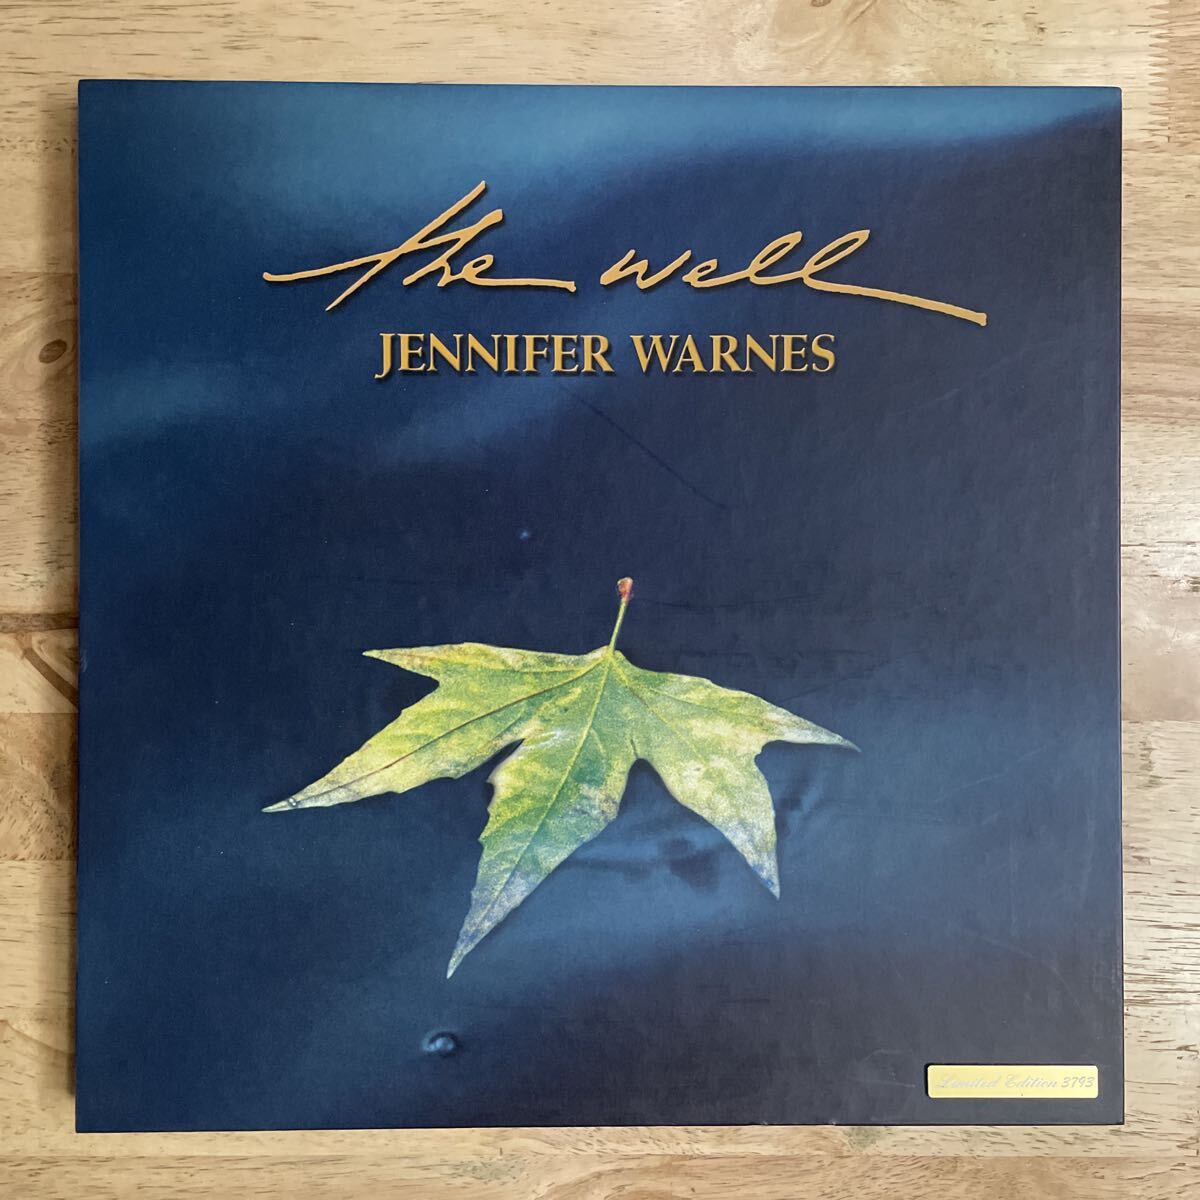 the well
JENNIFER WARNES
Limited Edition 3793